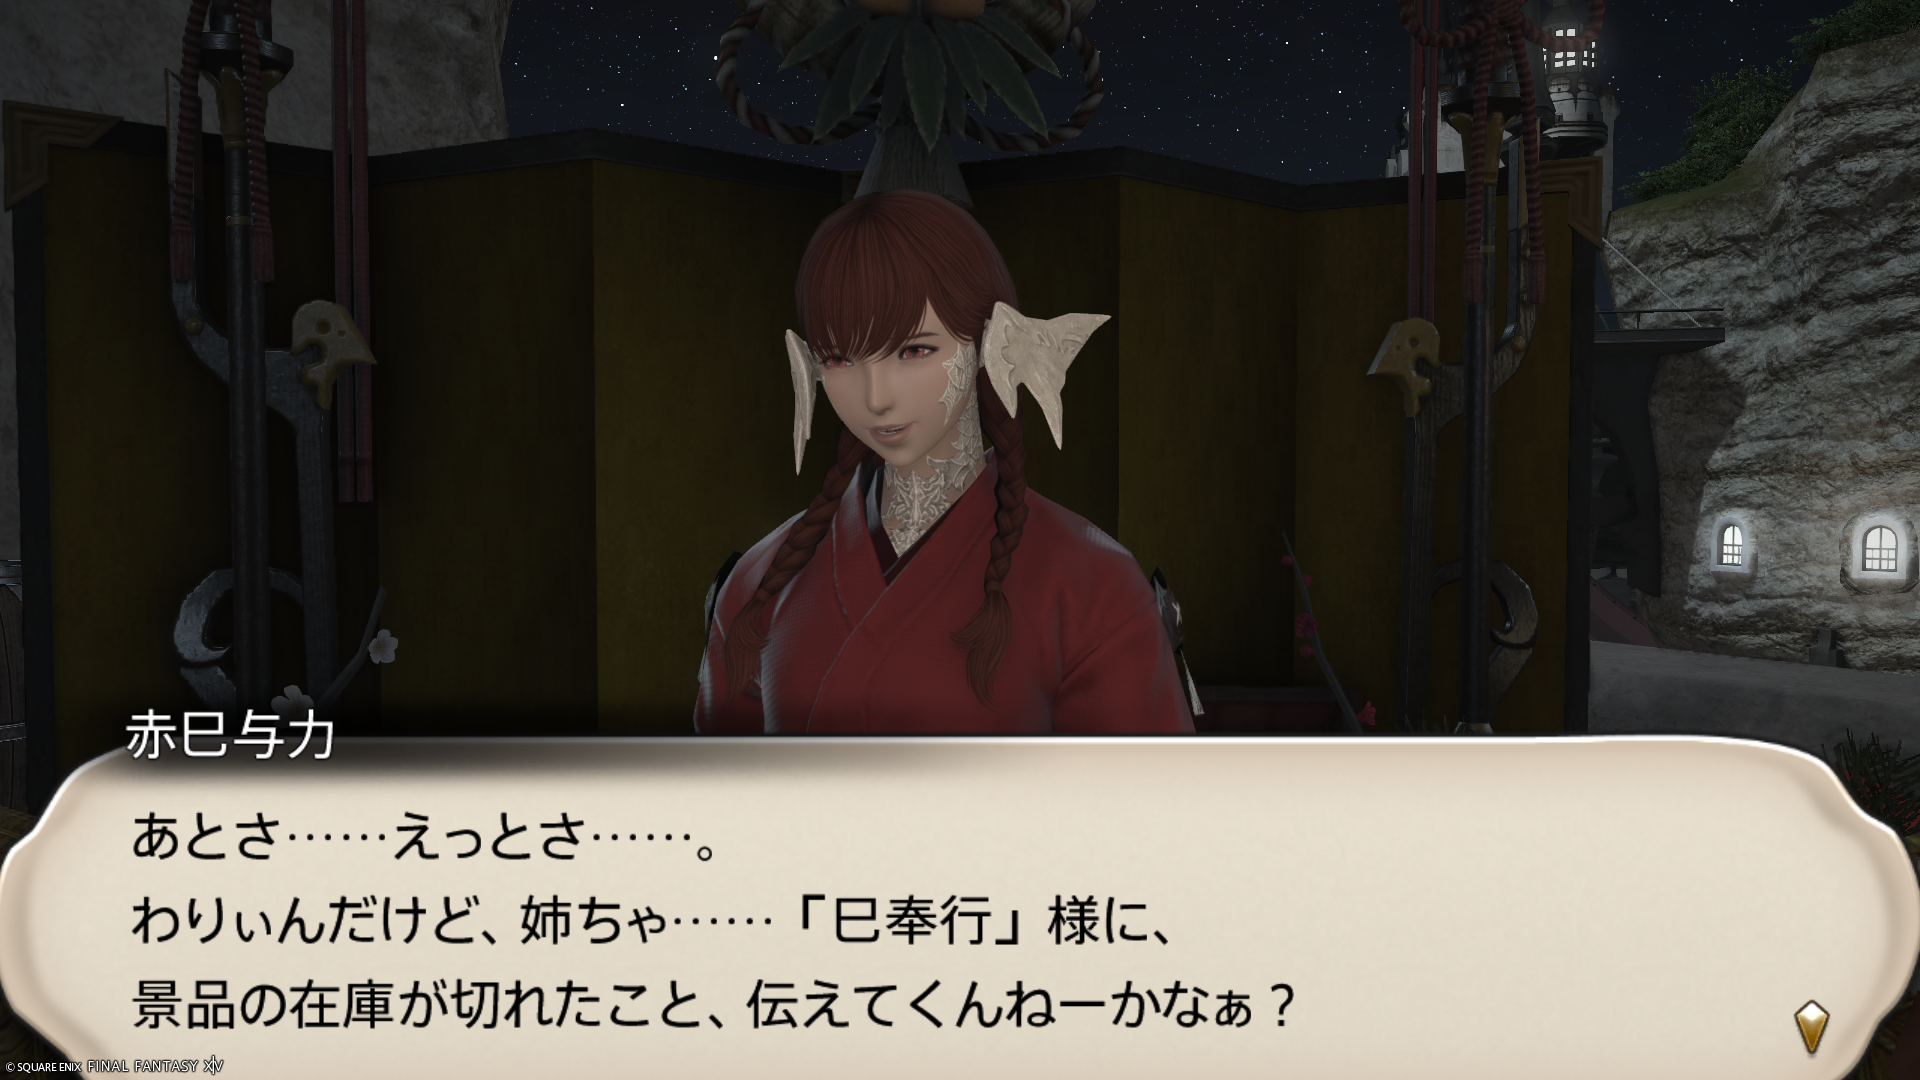 赤巳与力
あとさ……えっとさ……。
わりぃんだけど、姉ちゃ……「巳奉行」様に、
景品の在庫が切れたこと、伝えてくんねーかなぁ？
© SQUARE ENIX FINAL FANTASY XIV